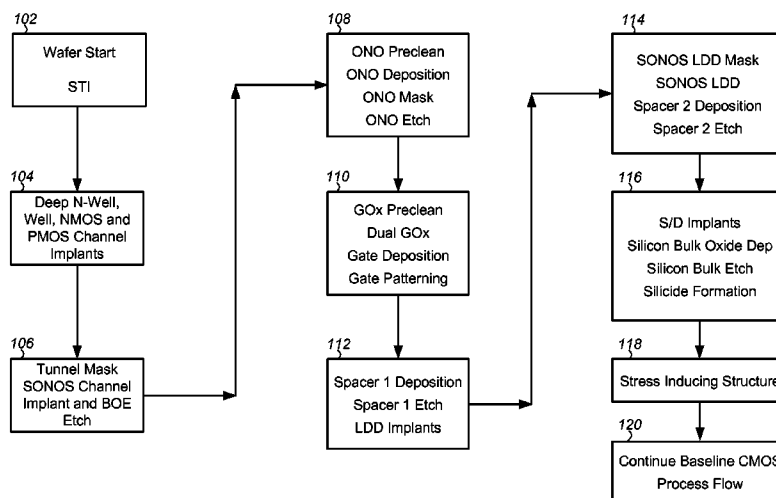 102
Wafer Start
STI
104
Deep N-Well,
Well, NMOS and
PMOS Channel
Implants
106
Tunnel Mask
SONOS Channel
Implant and BOE
Etch
108
ONO Preclean
ONO Deposition
ONO Mask
ONO Etch
110
GOx Preclean
Dual GOx
Gate Deposition
Gate Patterning
112
Spacer 1 Deposition
Spacer 1 Etch
LDD Implants
114
SONOS LDD Mask
SONOS LDD
Spacer 2 Deposition
Spacer 2 Etch
116
S/D Implants
Silicon Bulk Oxide Dep
Silicon Bulk Etch
Silicide Formation
118
Stress Inducing Structure
120
Continue Baseline CMOS
Process Flow